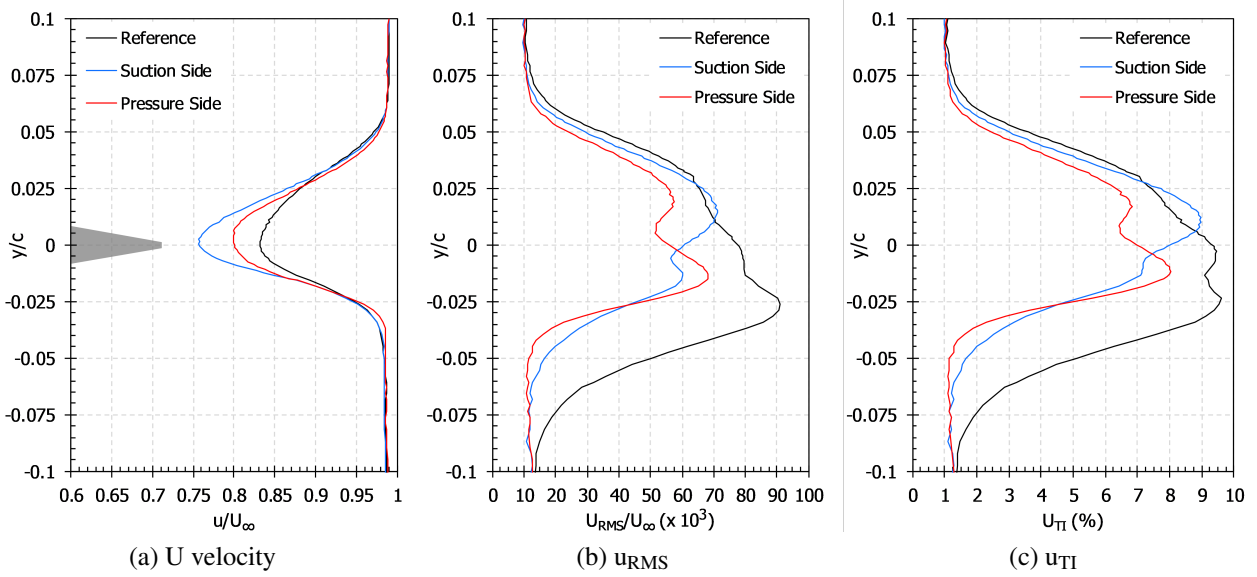 0.1
0.075
0.05
0.025
0
-0.025
-0.05
-0.075
-0.1
y/c
Reference
Suction Side
Pressure Side
0.6 0.65 0.7 0.75 0.8 0.85 0.9 0.95 1
u/U∞
(a) U velocity
0.1
0.075
0.05
0.025
0
-0.025
-0.05
-0.075
-0.1
y/c
Reference
Suction Side
Pressure Side
0 10 20 30 40 50 60 70 80 90 100
URMS/U∞ (x 10³)
(b) uRMS
0.1
0.075
0.05
0.025
0
-0.025
-0.05
-0.075
-0.1
y/c
Reference
Suction Side
Pressure Side
0 1 2 3 4 5 6 7 8 9 10
UTI (%)
(c) uTI